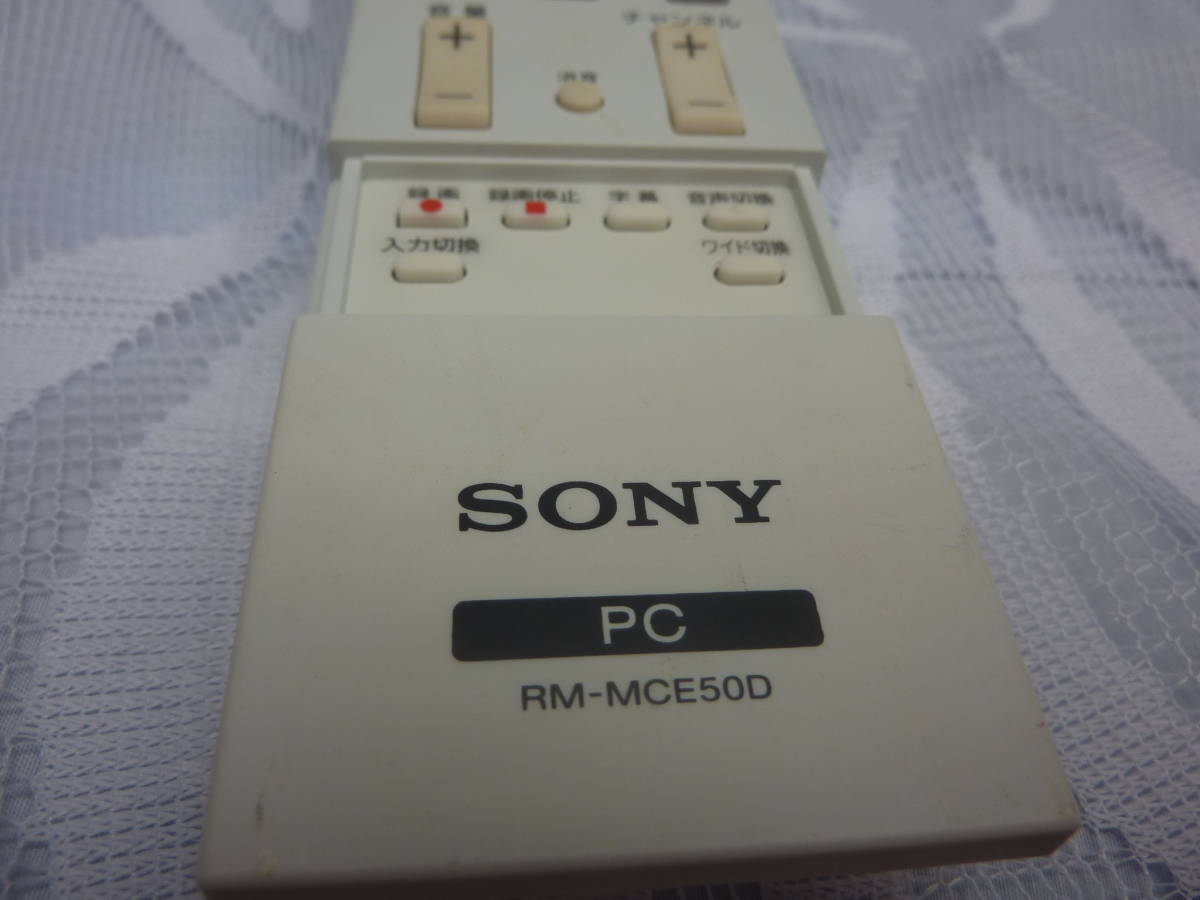 音量 チャンネル
+ +
消音
− −
録画 録画停止 字幕 音声切換
入力切換 ワイド切換
SONY
PC
RM-MCE50D